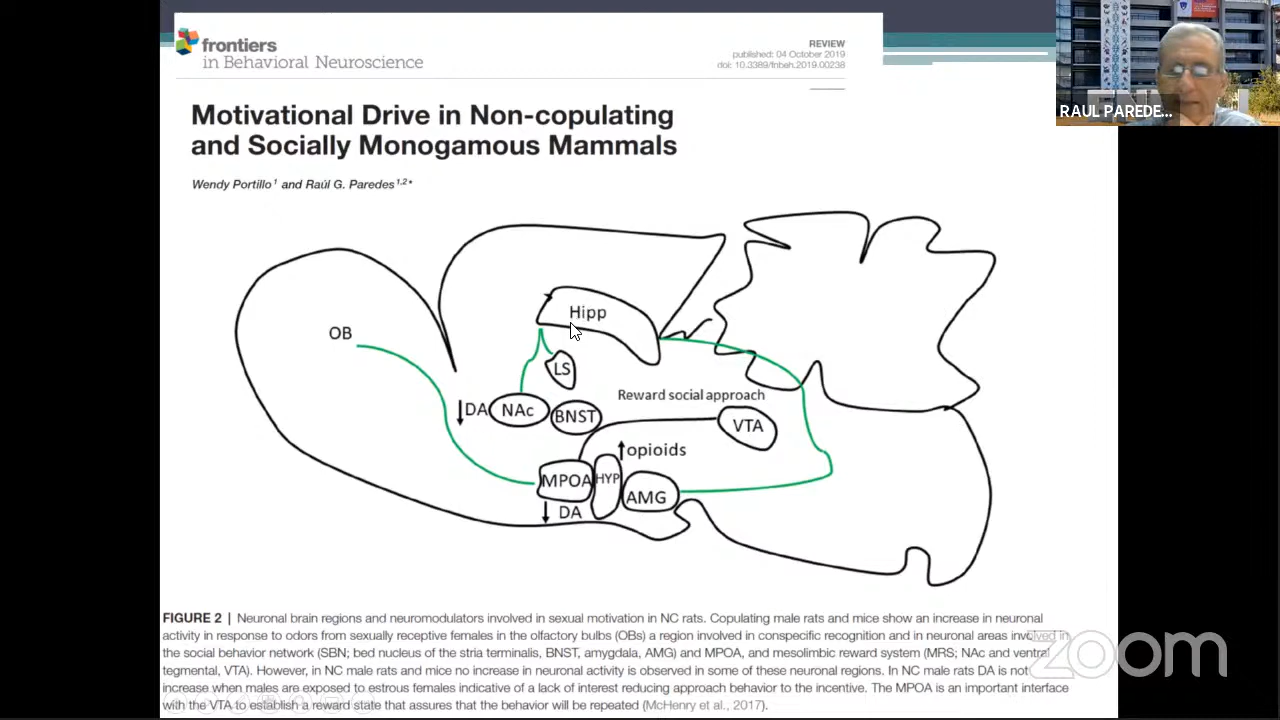 frontiers
in Behavioral Neuroscience
REVIEW
published: 04 October 2019
doi: 10.3389/fnbeh.2019.00238
RAUL PAREDE...
Motivational Drive in Non-copulating
and Socially Monogamous Mammals
Wendy Portillo 1 and Raúl G. Paredes 1,2*
Hipp
OB
LS
Reward social approach
↓DA NAc BNST VTA
↑opioids
MPOA HYP AMG
↓ DA
FIGURE 2 | Neuronal brain regions and neuromodulators involved in sexual motivation in NC rats. Copulating male rats and mice show an increase in neuronal
activity in response to odors from sexually receptive females in the olfactory bulbs (OBs) a region involved in conspecific recognition and in neuronal areas involved in
the social behavior network (SBN; bed nucleus of the stria terminalis, BNST, amygdala, AMG) and MPOA, and mesolimbic reward system (MRS; NAc and ventral
tegmental, VTA). However, in NC male rats and mice no increase in neuronal activity is observed in some of these neuronal regions. In NC male rats DA is not
increase when males are exposed to estrous females indicative of a lack of interest reducing approach behavior to the incentive. The MPOA is an important interface
with the VTA to establish a reward state that assures that the behavior will be repeated (McHenry et al., 2017).
zoom